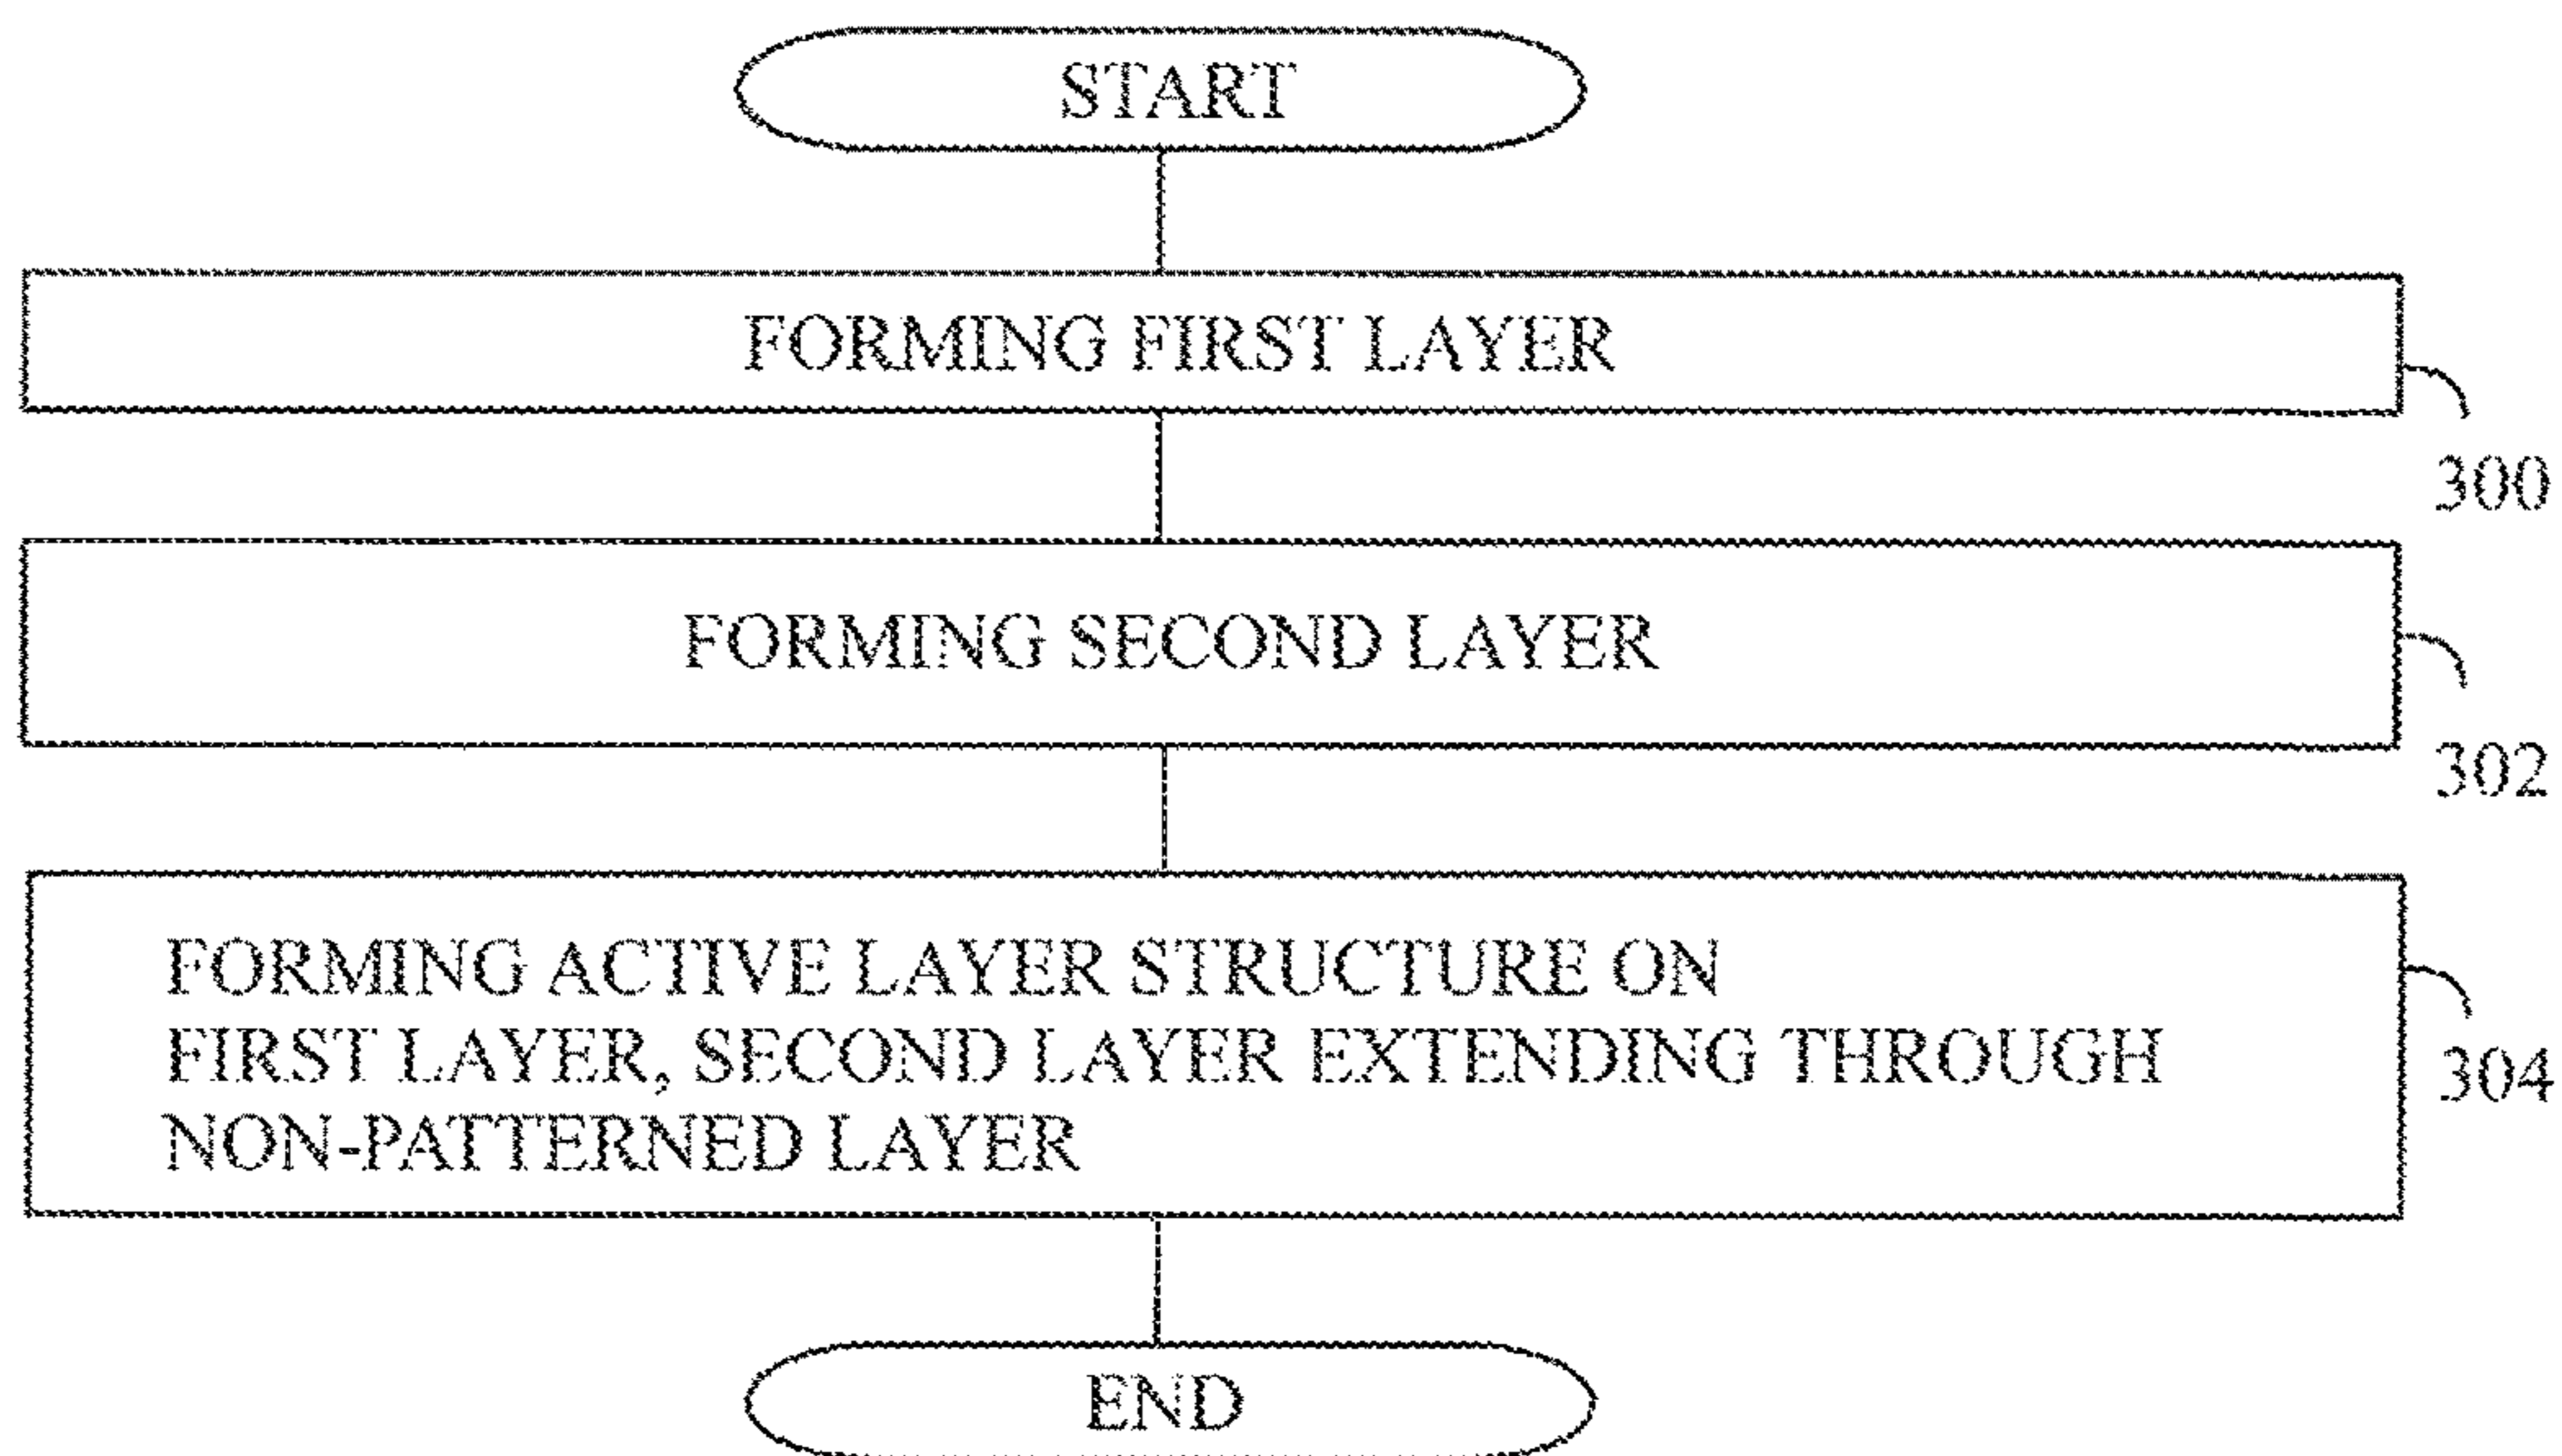 START
FORMING FIRST LAYER
300
FORMING SECOND LAYER
302
FORMING ACTIVE LAYER STRUCTURE ON
FIRST LAYER, SECOND LAYER EXTENDING THROUGH
NON-PATTERNED LAYER
304
END